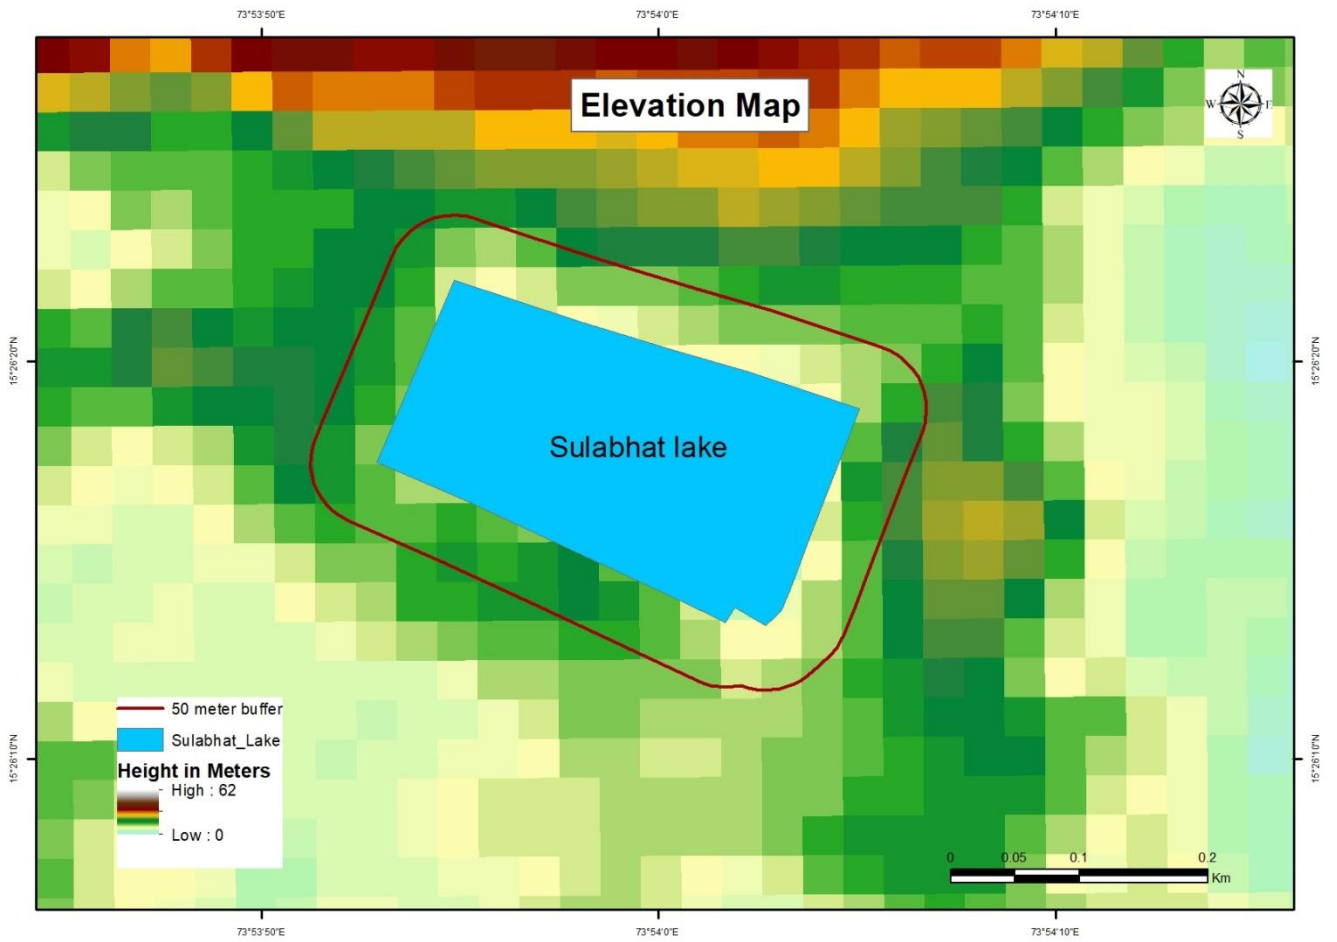 73°53'50"E 73°54'0"E 73°54'10"E
Elevation Map
N
W E
S
15°26'20"N 15°26'20"N
Sulabhat lake
50 meter buffer
Sulabhat_Lake
Height in Meters
High : 62
Low : 0
15°26'10"N 15°26'10"N
0 0.05 0.1 0.2
Km
73°53'50"E 73°54'0"E 73°54'10"E